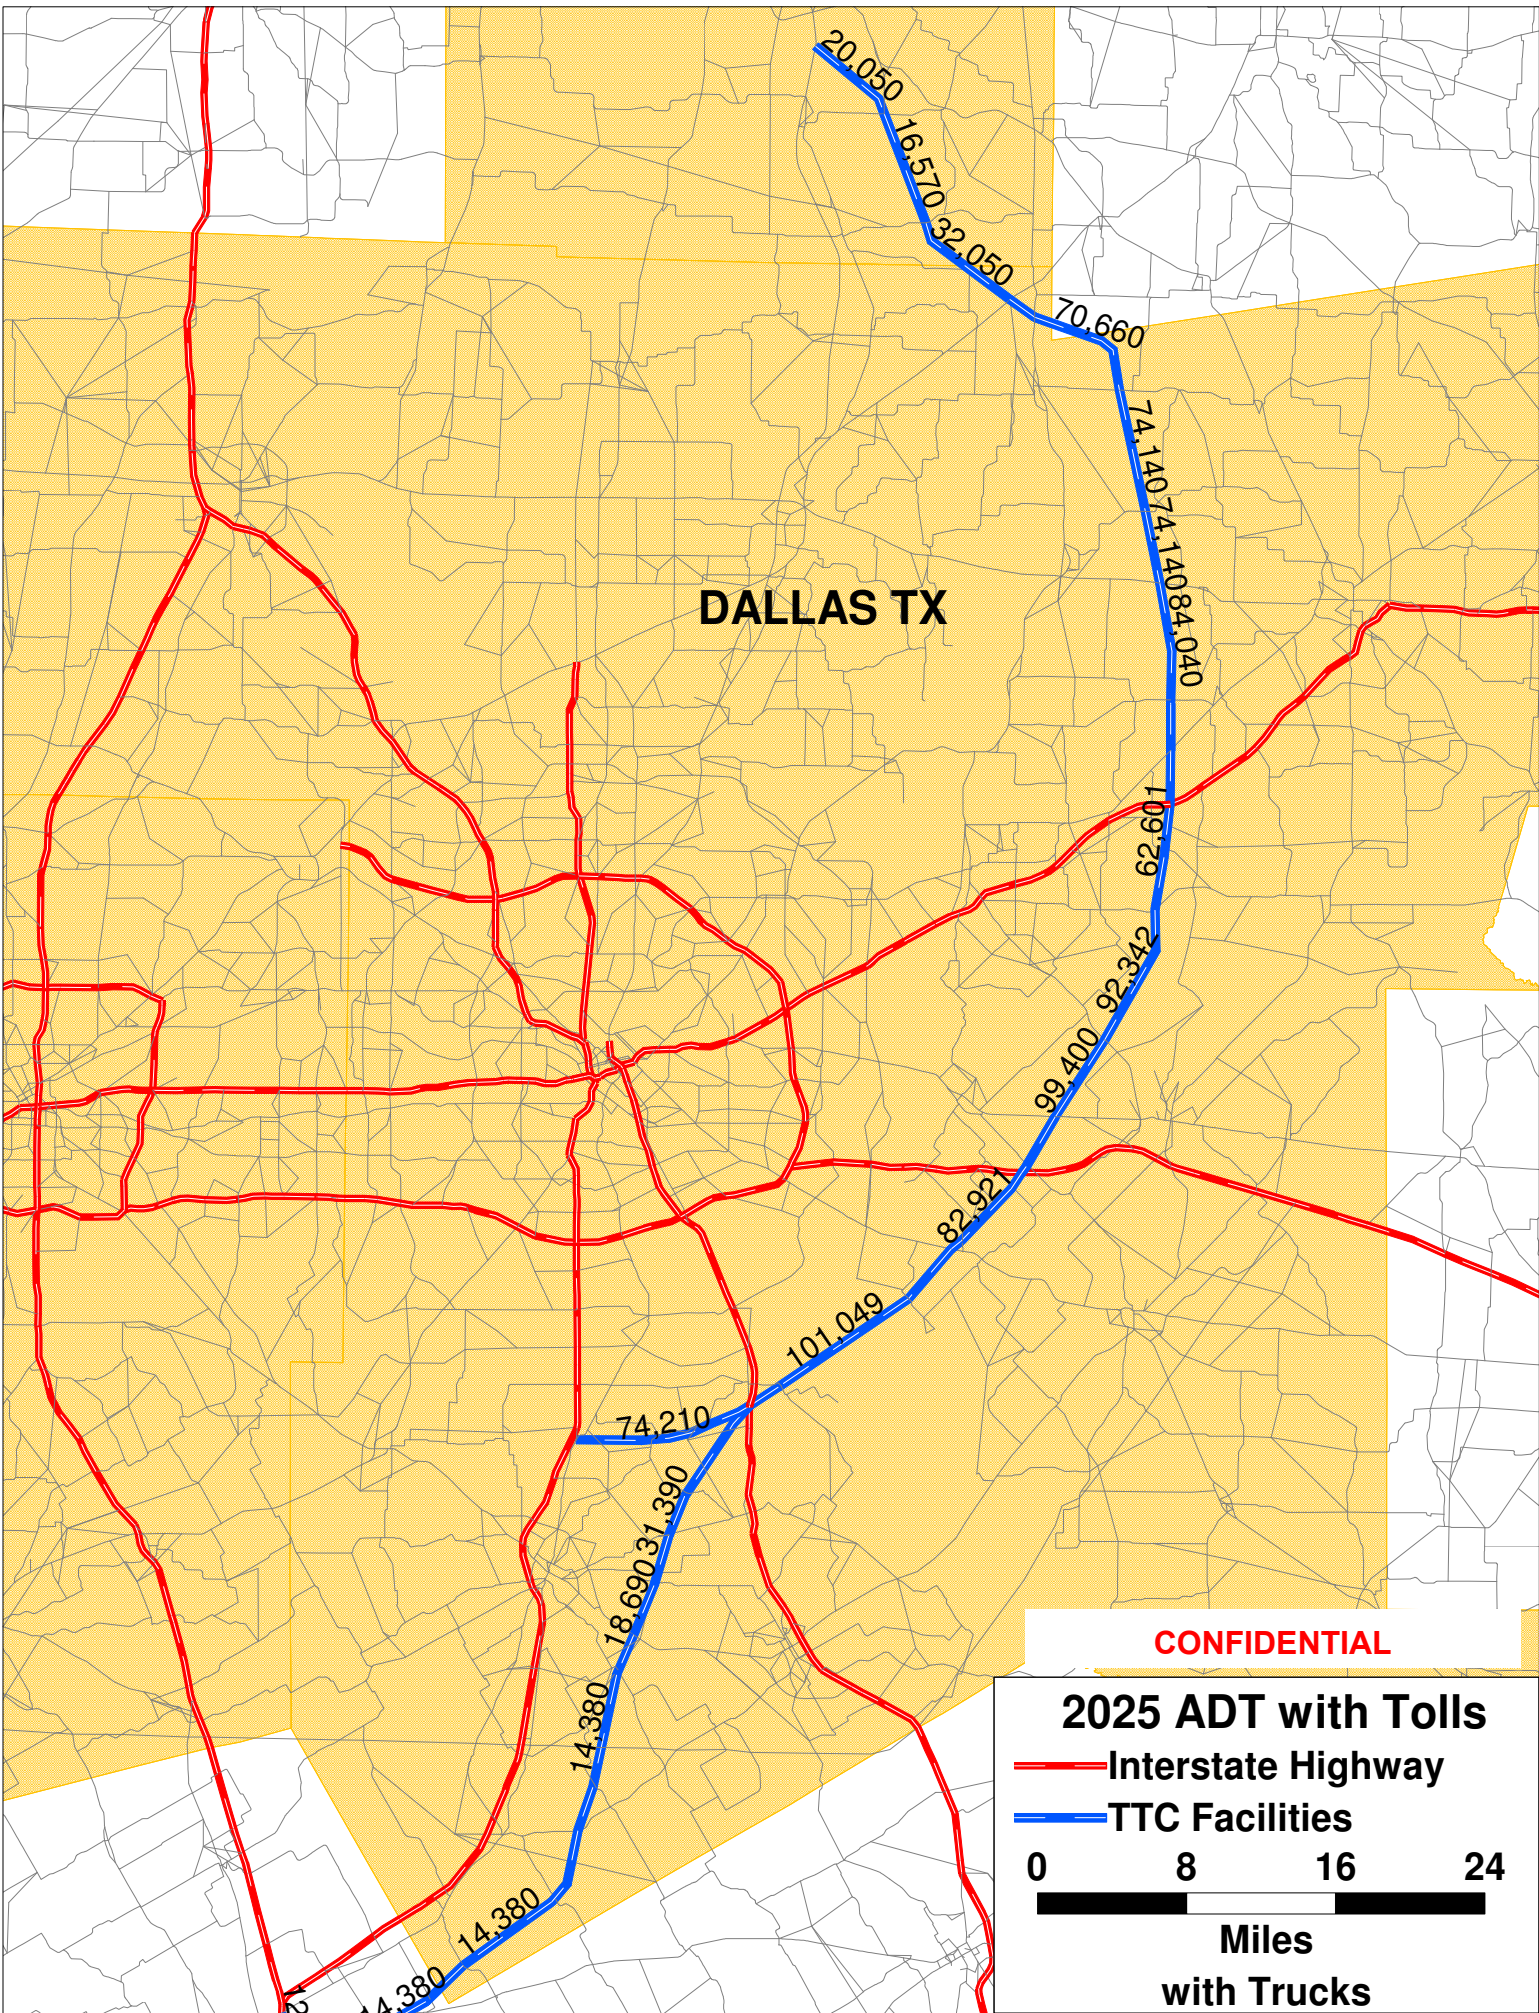 20,050
16,570
32,050
70,660
74,140
74,140
84,040
DALLAS TX
62,601
92,342
99,400
82,921
101,049
74,210
31,390
18,690
14,380
14,380
14,380
CONFIDENTIAL
2025 ADT with Tolls
Interstate Highway
TTC Facilities
0 8 16 24
Miles
with Trucks